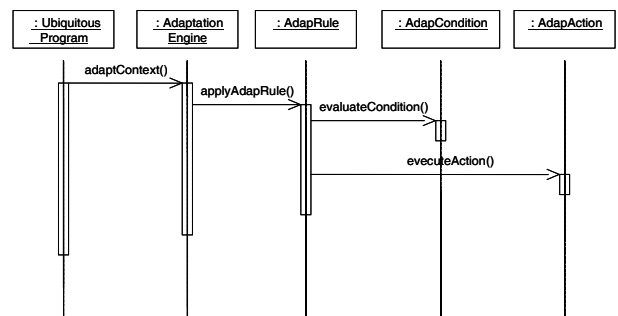 : Ubiquitous
Program
: Adaptation
Engine
: AdapRule
: AdapCondition
: AdapAction
adaptContext()
applyAdapRule()
evaluateCondition()
evecuteAction()